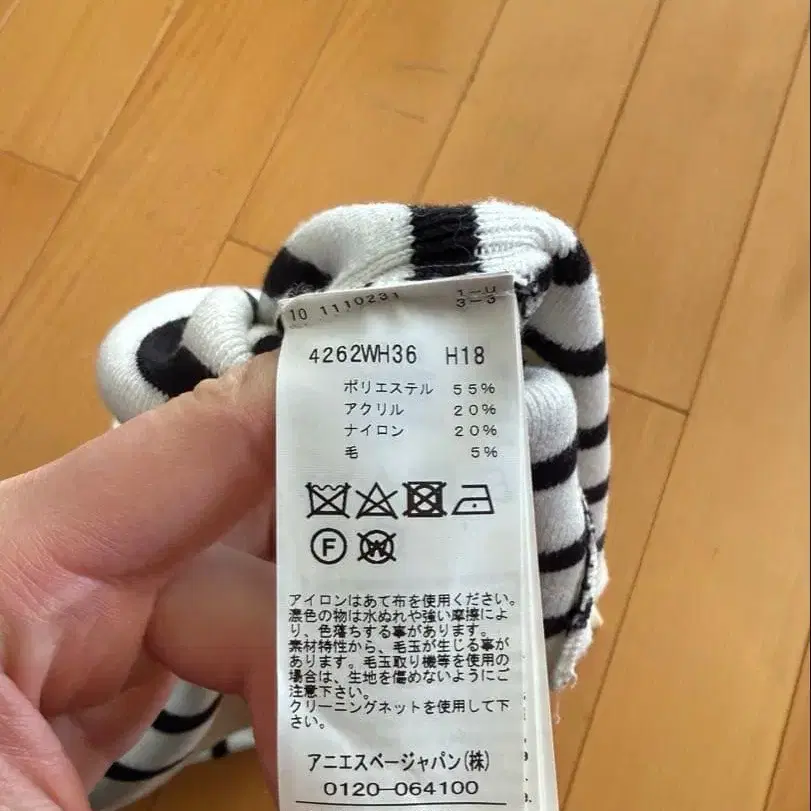 10 1110231
3-3
4262WH36 H18
ポリエステル 55%
アクリル 20%
ナイロン 20%
毛 5%
F
W
アイロンはあて布を使用ください。
濃色の物は水ぬれや強い摩擦によ
り、色落ちする事があります。
素材特性から、毛玉が生じる事が
あります。毛玉取り機等を使用の
場合は、生地を傷めないようにご
注意下さい。
クリーニングネットを使用して下
さい。
アニエスベージャパン(株)
0120-064100